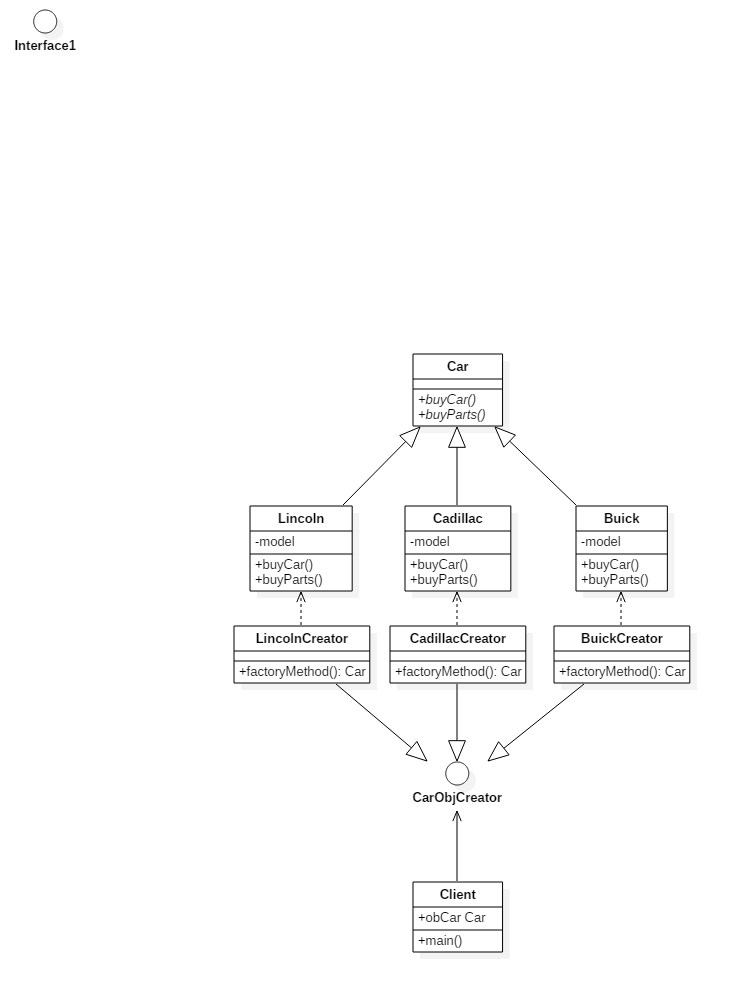 Interface1
Car
+buyCar()
+buyParts()
Lincoln
-model
+buyCar()
+buyParts()
Cadillac
-model
+buyCar()
+buyParts()
Buick
-model
+buyCar()
+buyParts()
LincolnCreator
+factoryMethod(): Car
CadillacCreator
+factoryMethod(): Car
BuickCreator
+factoryMethod(): Car
CarObjCreator
Client
+obCar Car
+main()